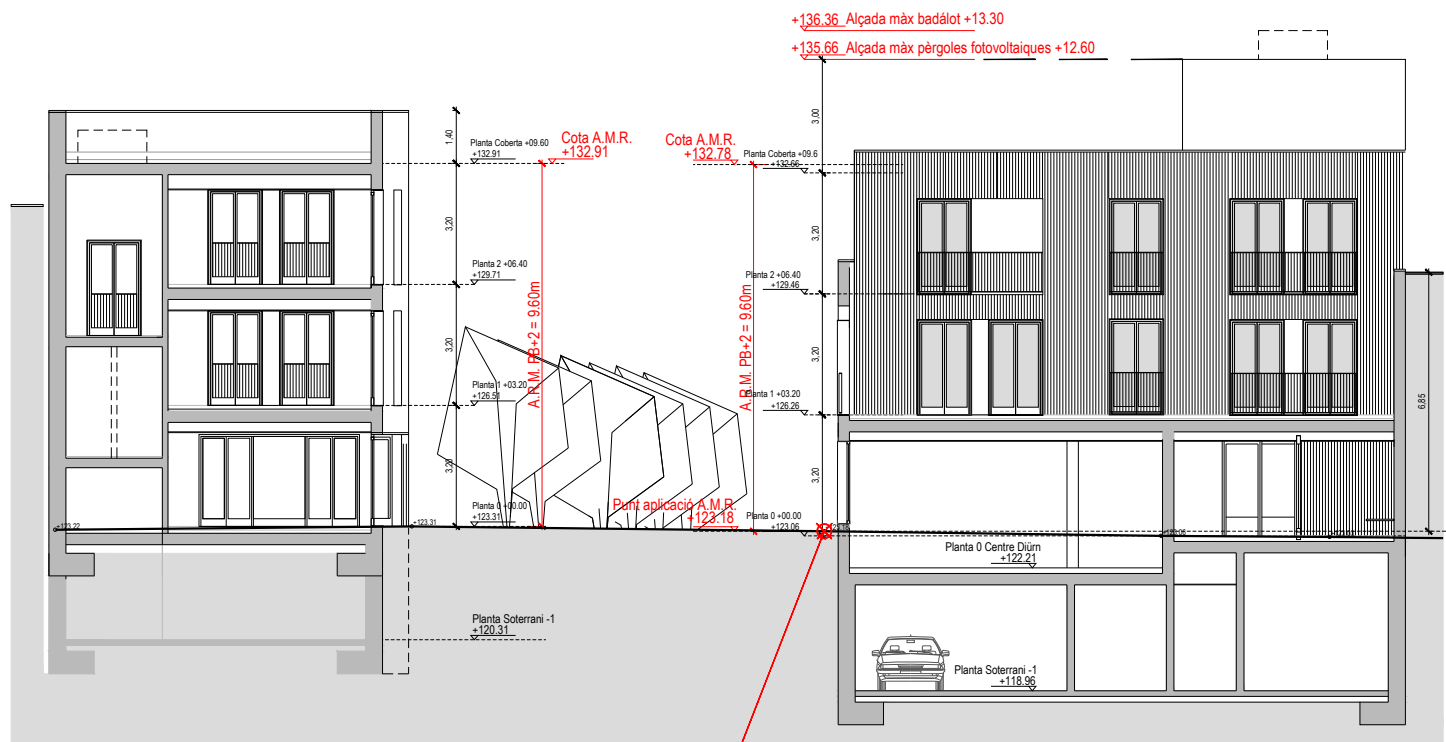 +136.36 Alçada màx badálot +13.30
+135.66 Alçada màx pèrgoles fotovoltaiques +12.60
3,00
1,40
Planta Coberta +09.60
+132.91
Cota A.M.R.
+132.91
Cota A.M.R.
+132.78
Planta Coberta +09.6
+132.66
3,20
3,20
Planta 2 +06.40
+129.71
Planta 2 +06.40
+129.46
A.R.M. PB+2 = 9.60m
A.R.M. PB+2 = 9.60m
3,20
3,20
Planta 1 +03.20
+126.51
Planta 1 +03.20
+126.26
6,85
3,20
3,20
Planta 0 +00.00
+123.31
Punt aplicació A.M.R.
+123.18
Planta 0 +00.00
+123.06
+123.22
+123.31
+123.06
Planta 0 Centre Diürn
+122.21
Planta Soterrani -1
+120.31
Planta Soterrani -1
+118.96